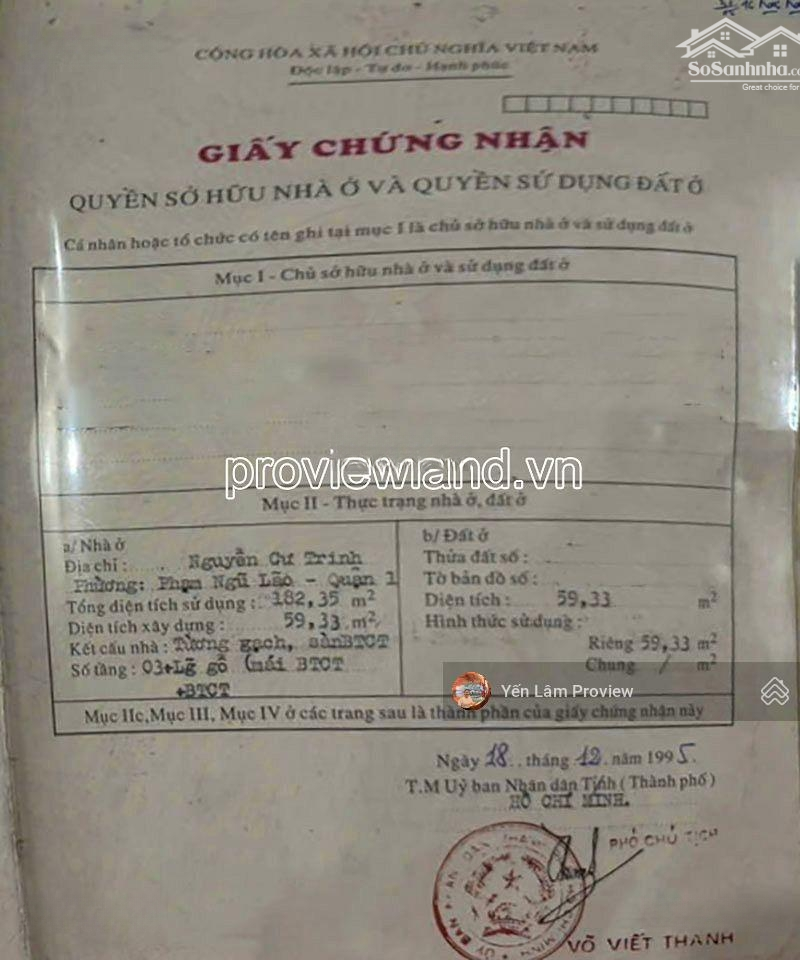 SoSanhnha.co
Great choice for
CỘNG HÒA XÃ HỘI CHỦ NGHĨA VIỆT NAM
Độc lập - Tự do - Hạnh phúc
GIẤY CHỨNG NHẬN
QUYỀN SỞ HỮU NHÀ Ở VÀ QUYỀN SỬ DỤNG ĐẤT Ở
Cá nhân hoặc tổ chức có tên ghi tại mục I là chủ sở hữu nhà ở và sử dụng đất ở
Mục I - Chủ sở hữu nhà ở và sử dụng đất ở
proviewland.vn
Mục II - Thực trạng nhà ở, đất ở
a/ Nhà ở
Địa chỉ : Nguyễn Cư Trinh
Phường: Phạm Ngũ Lão - Quận 1
Tổng diện tích sử dụng : 182,35 m²
Diện tích xây dựng : 59,33 m²
Kết cấu nhà : Tường gạch, sànBTCT
Số tầng : 03+Lg gỗ (mái BTCT
+BTCT
b/ Đất ở
Thửa đất số :
Tờ bản đồ số :
Diện tích : 59,33 m²
Hình thức sử dụng :
Riêng 59,33 m²
Chung / m²
Yến Lâm Proview
Mục IIc, Mục III, Mục IV ở các trang sau là thành phần của giấy chứng nhận này
Ngày 18 tháng 12 năm 1995.
T.M Uỷ ban Nhân dân Tỉnh ( Thành phố )
HỒ CHÍ MINH.
PHÓ CHỦ TỊCH
VÕ VIẾT THANH